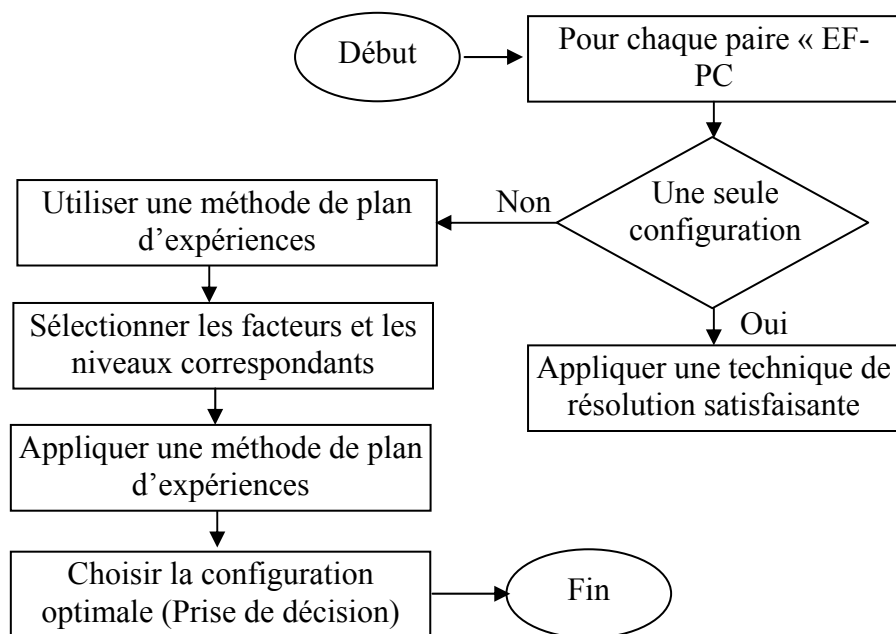 Début
Pour chaque paire « EF-
PC
Une seule
configuration
Non
Utiliser une méthode de plan
d’expériences
Oui
Sélectionner les facteurs et les
niveaux correspondants
Appliquer une technique de
résolution satisfaisante
Appliquer une méthode de plan
d’expériences
Choisir la configuration
optimale (Prise de décision)
Fin